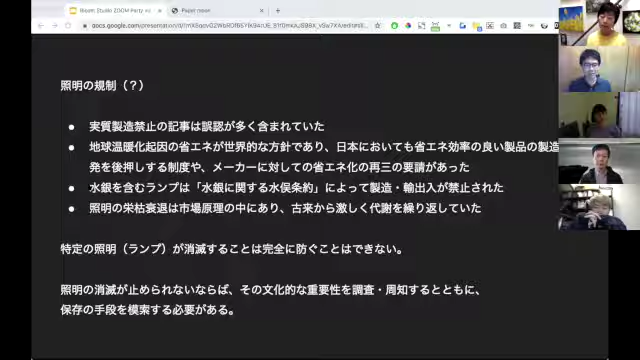 Bloom Studio ZOOM Party
Paper moon
docs.google.com/presentation/d/
照明の規制（？）
● 実質製造禁止の記事は誤認が多く含まれていた
● 地球温暖化起因の省エネが世界的な方針であり、日本においても省エネ効率の良い製品の製造
発を後押しする制度や、メーカーに対しての省エネ化の再三の要請があった
● 水銀を含むランプは「水銀に関する水俣条約」によって製造・輸出入が禁止された
● 照明の栄枯衰退は市場原理の中にあり、古来から激しく代謝を繰り返していた
特定の照明（ランプ）が消滅することは完全に防ぐことはできない。
照明の消滅が止められないならば、その文化的な重要性を調査・周知するとともに、
保存の手段を模索する必要がある。